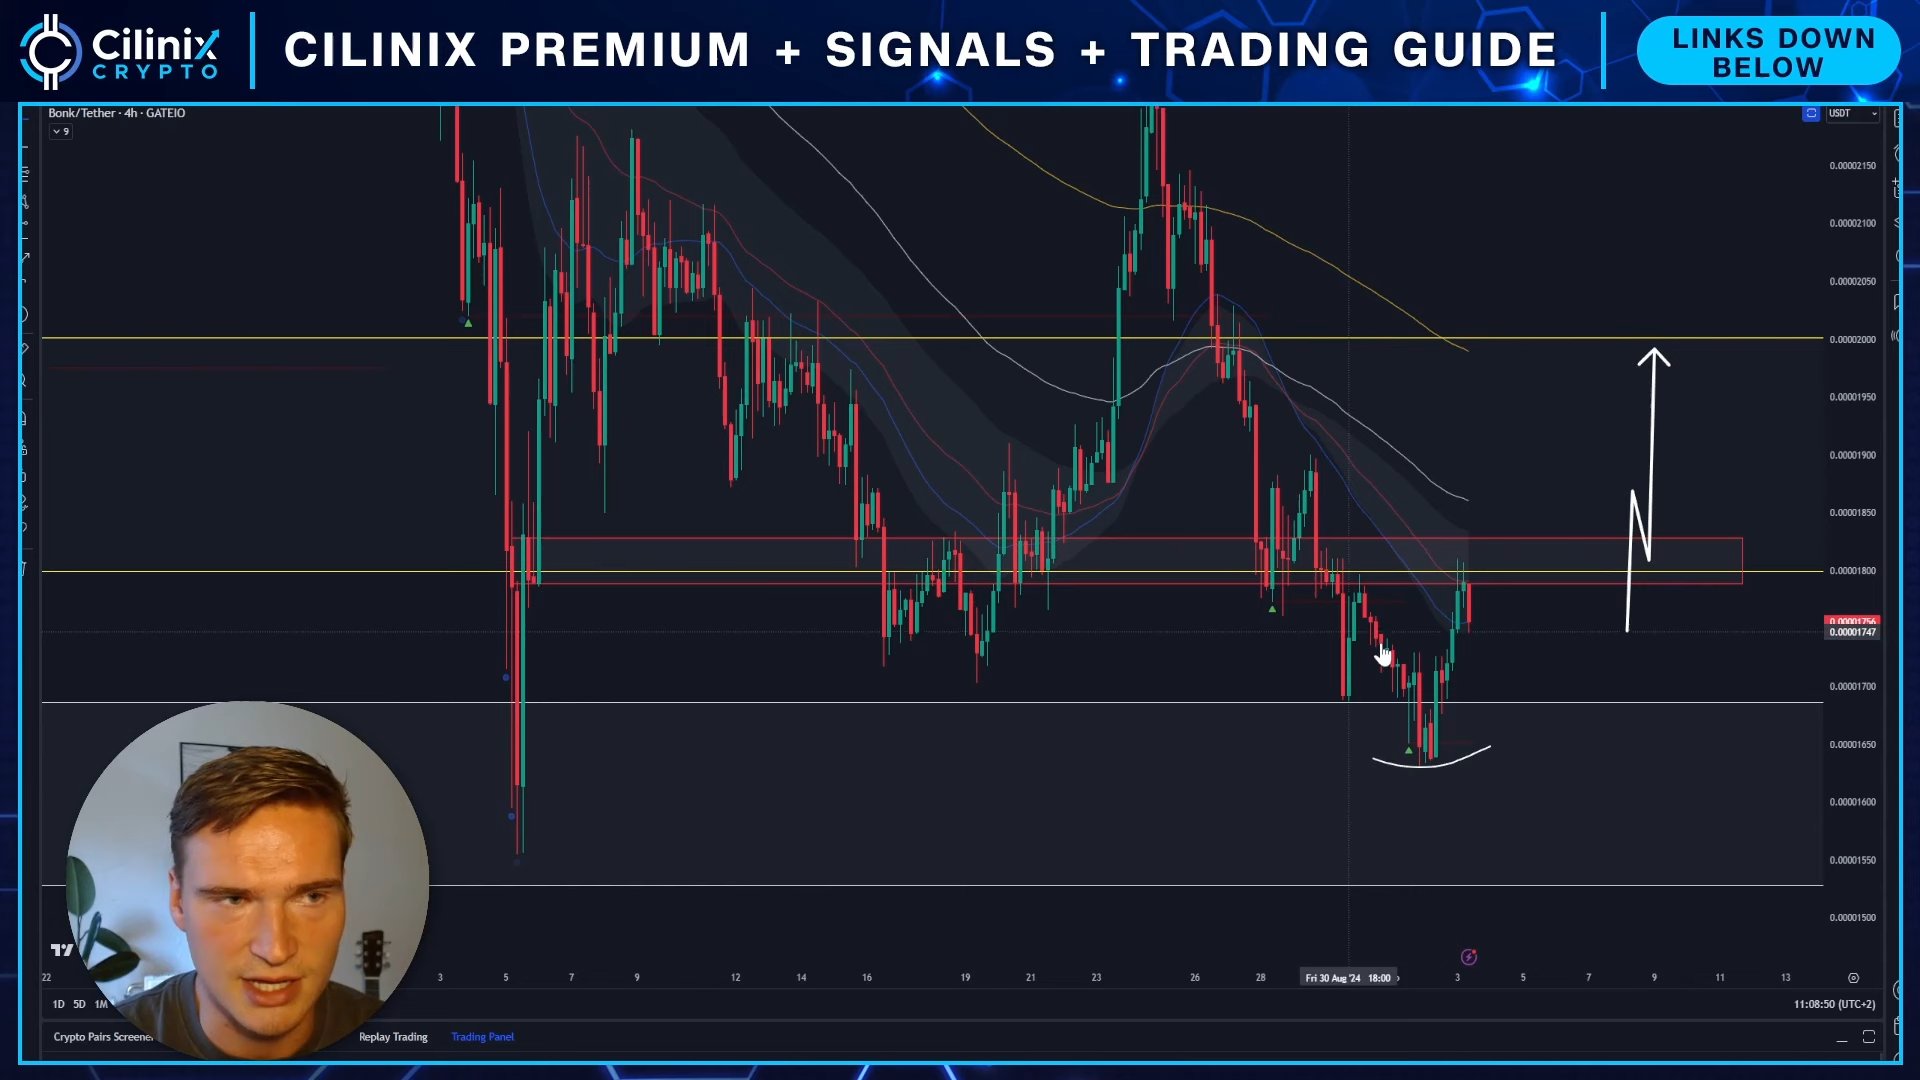 Cilinix
CRYPTO
CILINIX PREMIUM + SIGNALS + TRADING GUIDE
LINKS DOWN
BELOW
Bonk/Tether · 4h · GATEIO
9
USDT
0.00002150
0.00002100
0.00002050
0.00002000
0.00001950
0.00001900
0.00001850
0.00001800
0.00001756
0.00001747
0.00001700
0.00001650
0.00001600
0.00001550
0.00001500
22 3 5 7 9 12 14 16 19 21 23 26 28 Fri 30 Aug '24 18:00 3 5 7 9 11 13
1D 5D 1M
11:08:50 (UTC+2)
Crypto Pairs Screener
Replay Trading
Trading Panel